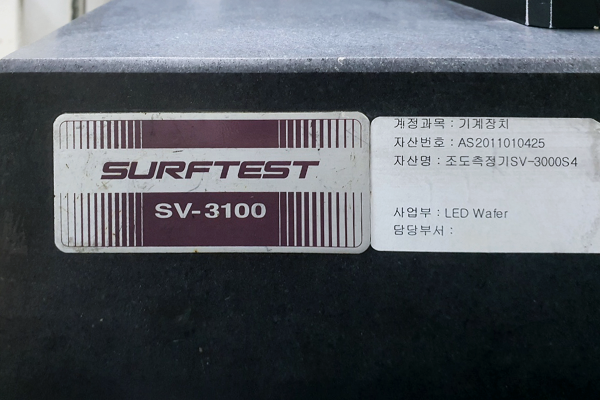 SURFTEST
SV-3100
계정과목 : 기계장치
자산번호 : AS2011010425
자산명 : 조도측정기SV-3000S4
사업부 : LED Wafer
담당부서 :